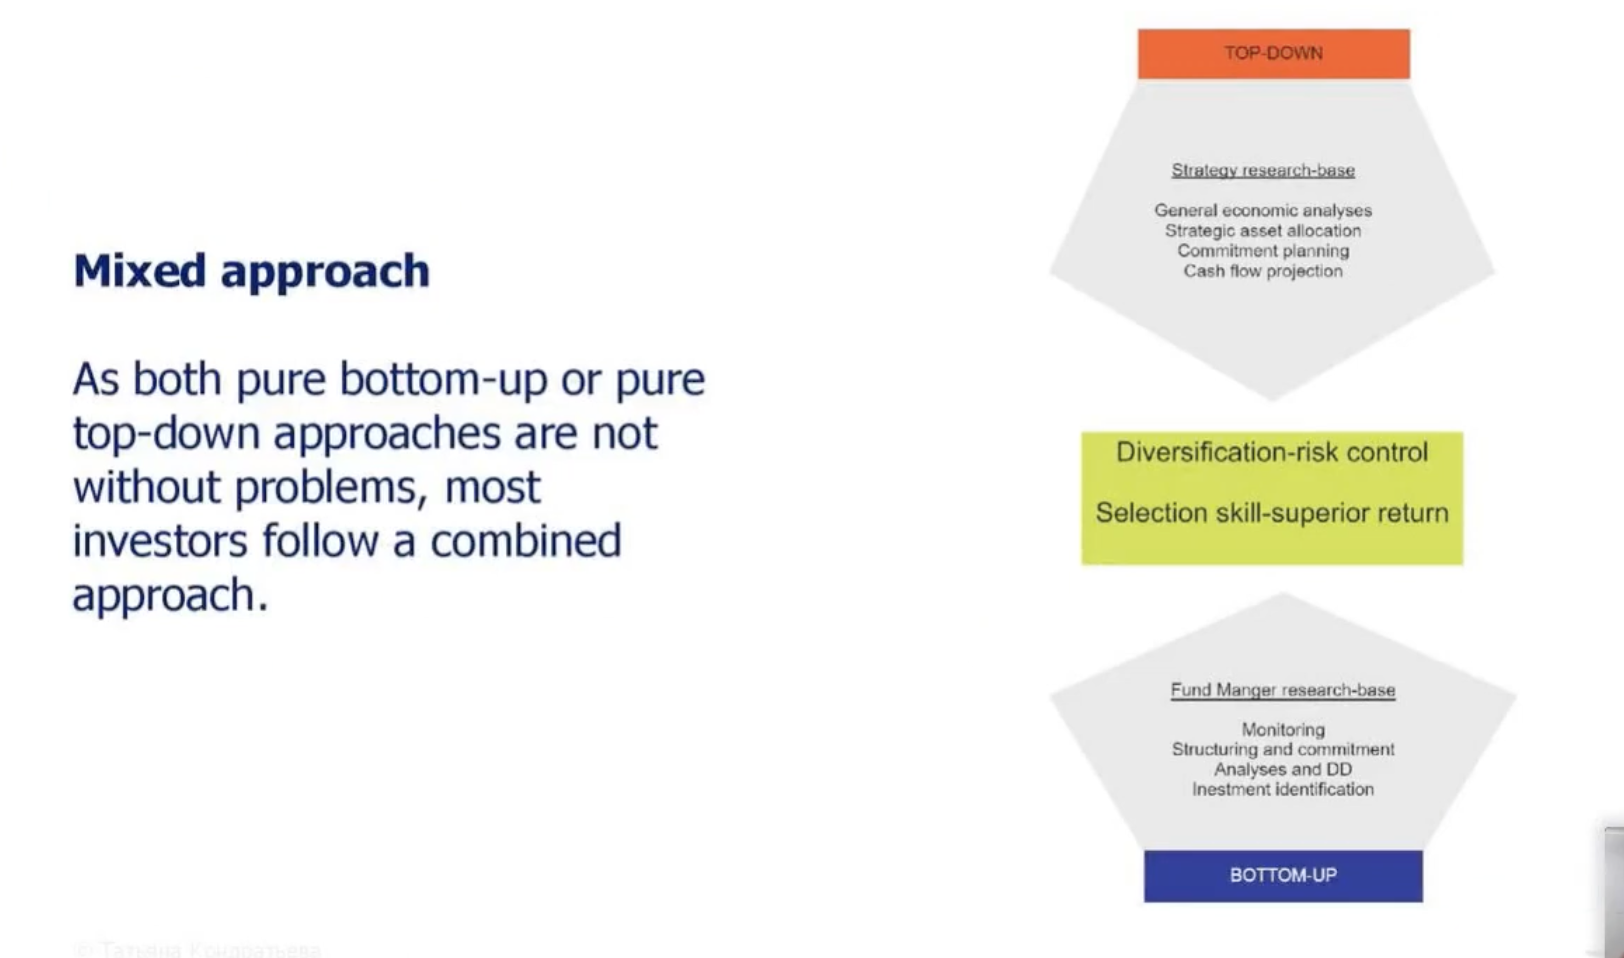 Mixed approach
As both pure bottom-up or pure
top-down approaches are not
without problems, most
investors follow a combined
approach.
TOP-DOWN
Strategy research-base
General economic analyses
Strategic asset allocation
Commitment planning
Cash flow projection
Diversification-risk control
Selection skill-superior return
Fund Manger research-base
Monitoring
Structuring and commitment
Analyses and DD
Inestment identification
BOTTOM-UP
© Татьяна Кондратьева